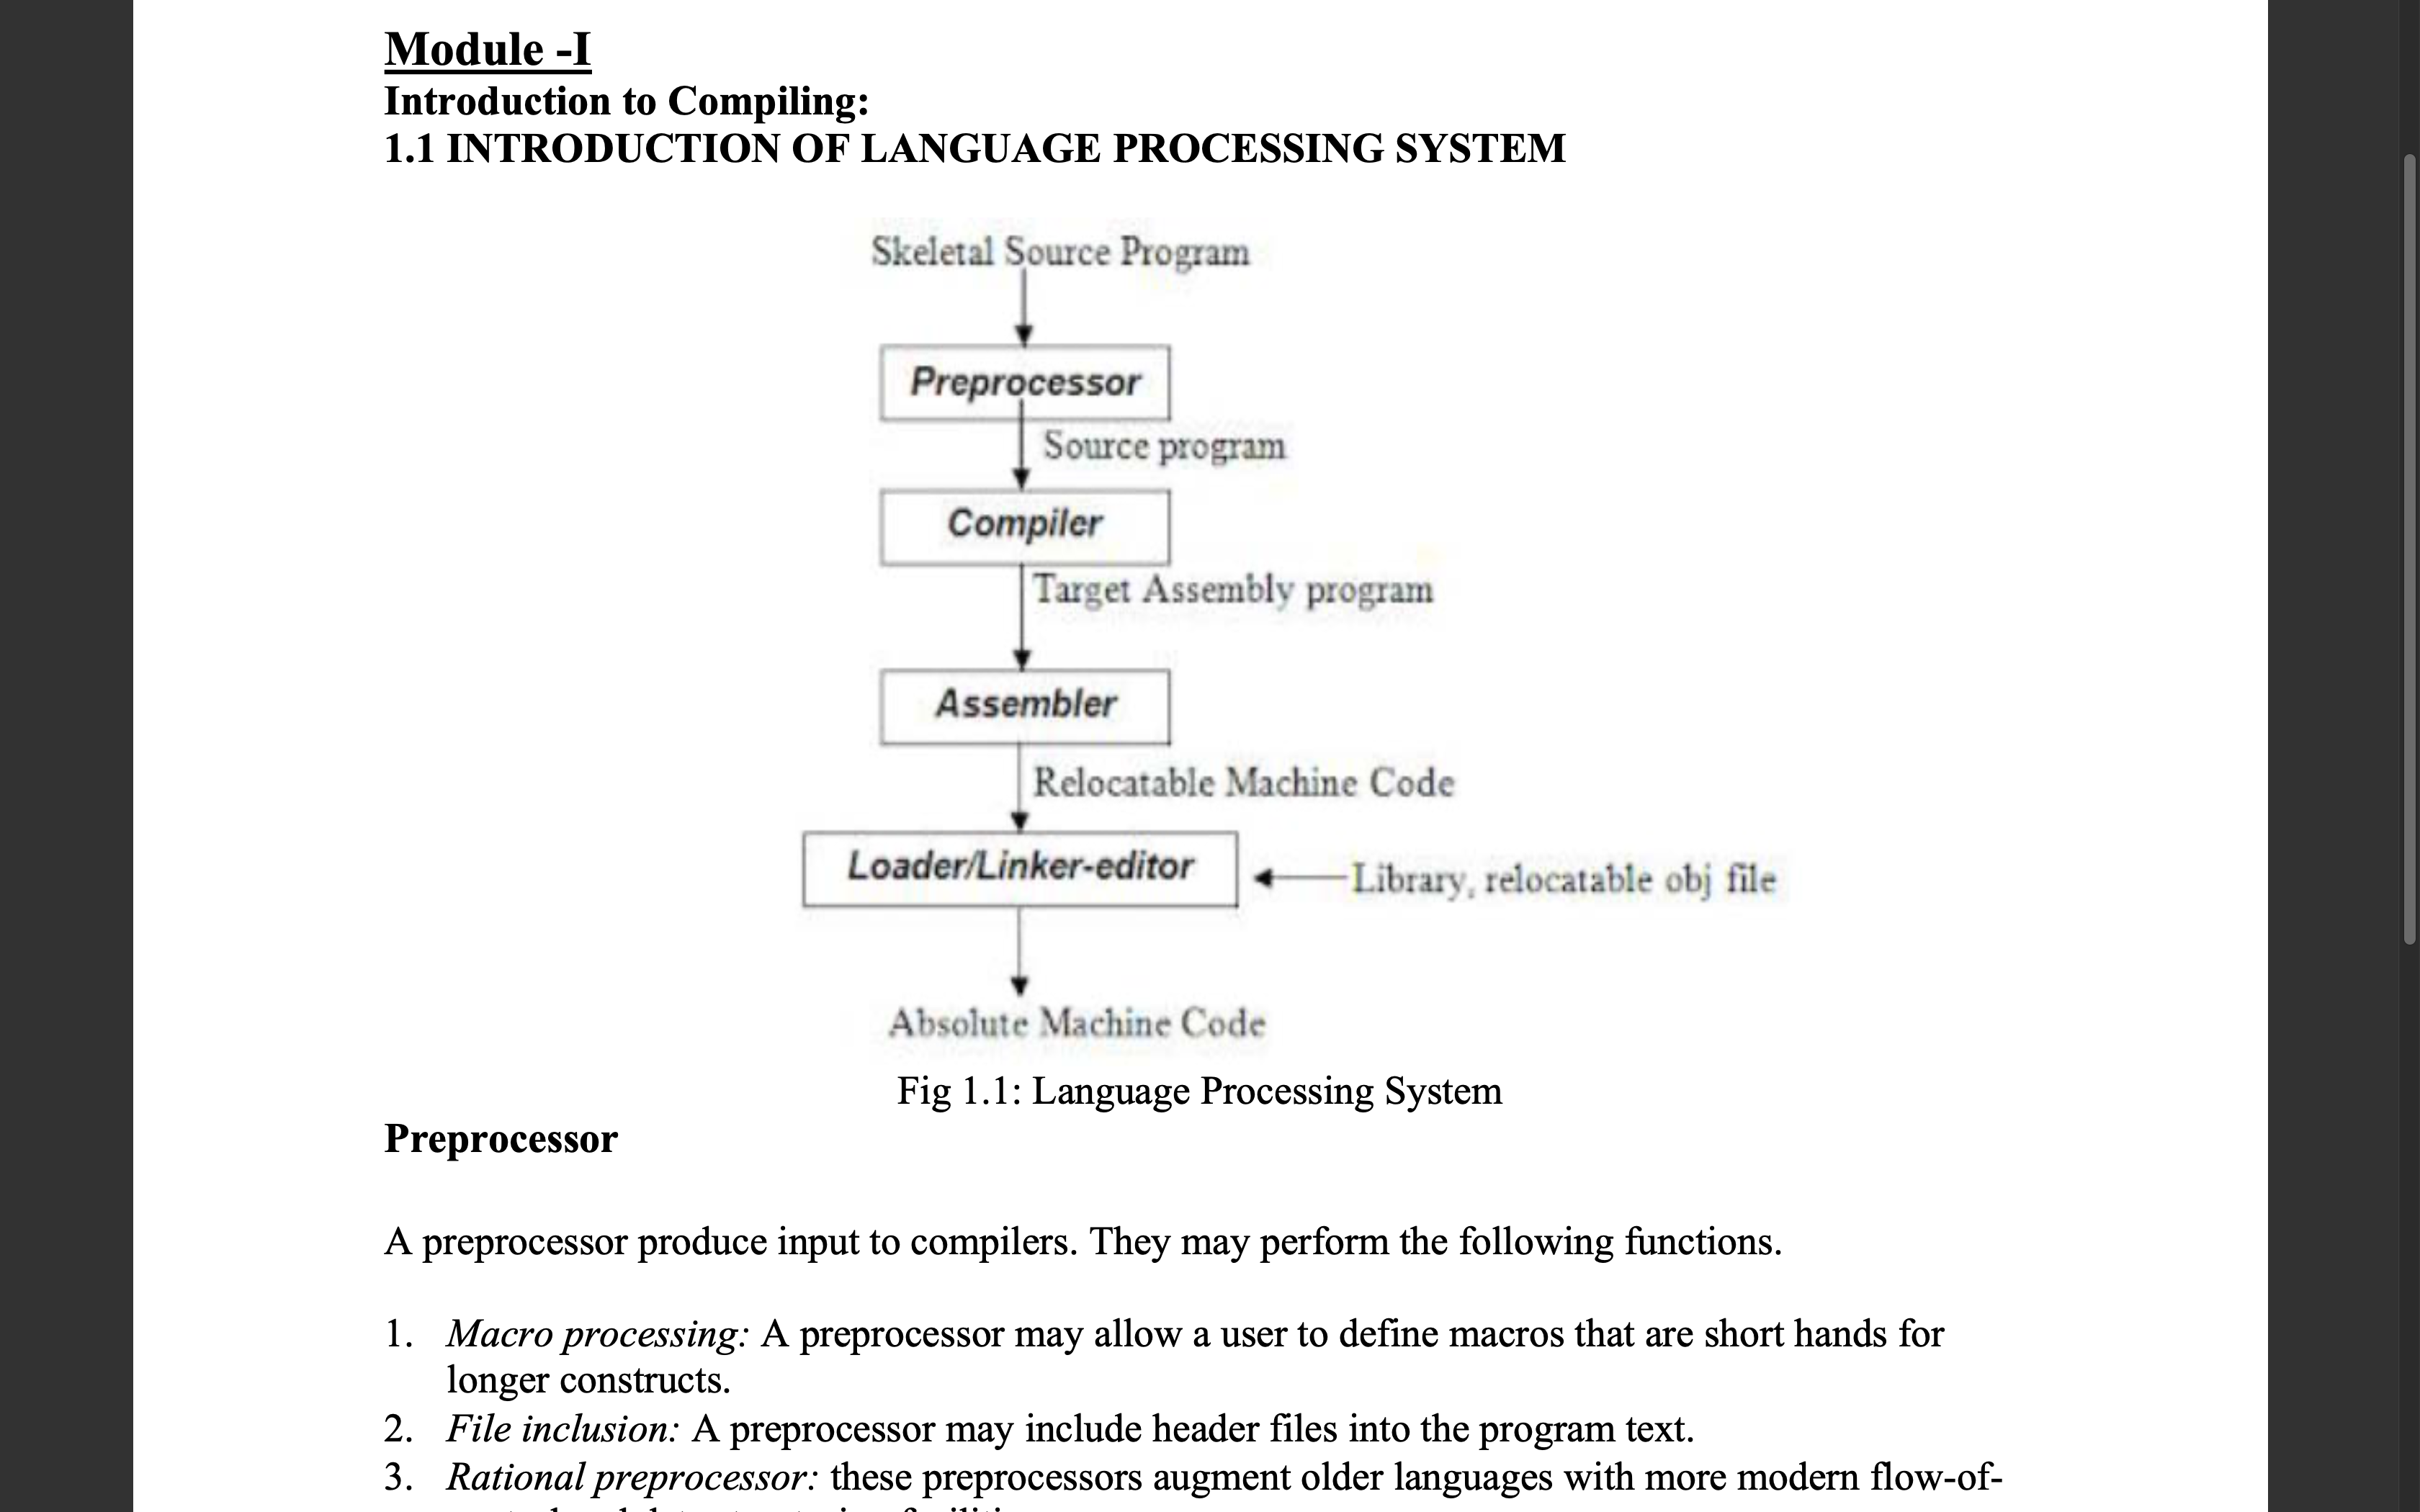 Module -I
Introduction to Compiling:
1.1 INTRODUCTION OF LANGUAGE PROCESSING SYSTEM
Skeletal Source Program
Preprocessor
Source program
Compiler
Target Assembly program
Assembler
Relocatable Machine Code
Loader/Linker-editor
Library, relocatable obj file
Absolute Machine Code
Fig 1.1: Language Processing System
Preprocessor
A preprocessor produce input to compilers. They may perform the following functions.
1. Macro processing: A preprocessor may allow a user to define macros that are short hands for
longer constructs.
2. File inclusion: A preprocessor may include header files into the program text.
3. Rational preprocessor: these preprocessors augment older languages with more modern flow-of-